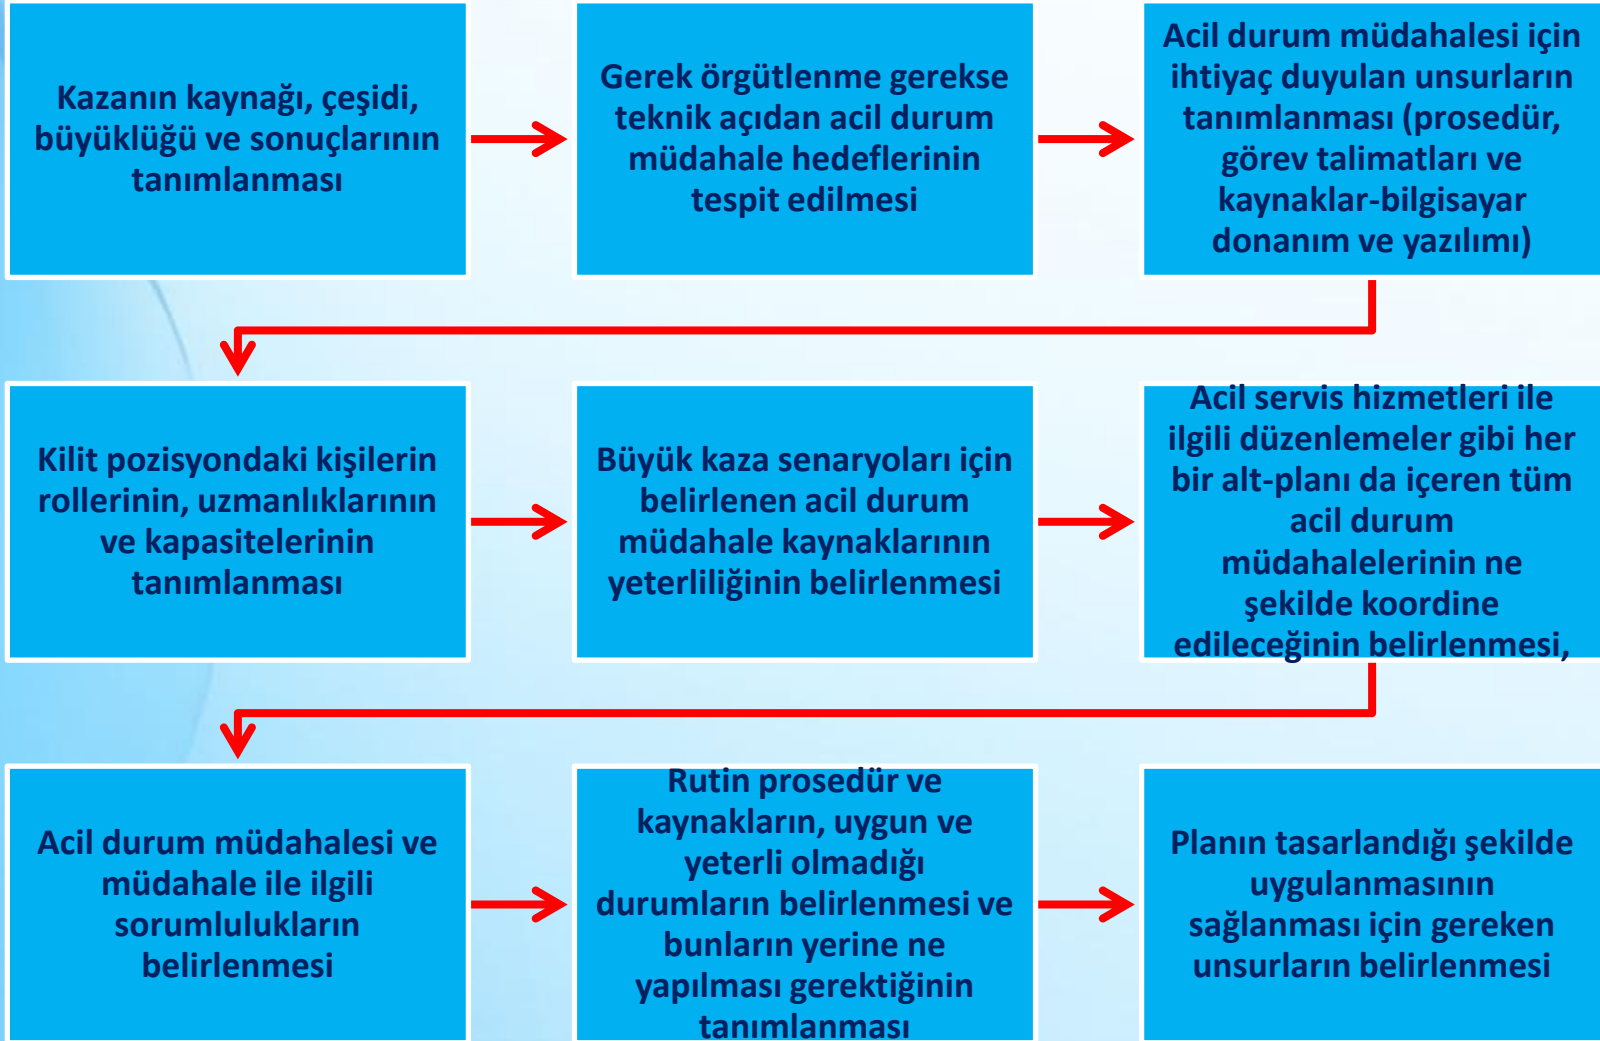 Kazanın kaynağı, çeşidi,
büyüklüğü ve sonuçlarının
tanımlanması
Gerek örgütlenme gerekse
teknik açıdan acil durum
müdahale hedeflerinin
tespit edilmesi
Acil durum müdahalesi için
ihtiyaç duyulan unsurların
tanımlanması (prosedür,
görev talimatları ve
kaynaklar-bilgisayar
donanım ve yazılımı)
Kilit pozisyondaki kişilerin
rollerinin, uzmanlıklarının
ve kapasitelerinin
tanımlanması
Büyük kaza senaryoları için
belirlenen acil durum
müdahale kaynaklarının
yeterliliğinin belirlenmesi
Acil servis hizmetleri ile
ilgili düzenlemeler gibi her
bir alt-planı da içeren tüm
acil durum
müdahalelerinin ne
şekilde koordine
edileceğinin belirlenmesi,
Acil durum müdahalesi ve
müdahale ile ilgili
sorumlulukların
belirlenmesi
Rutin prosedür ve
kaynakların, uygun ve
yeterli olmadığı
durumların belirlenmesi ve
bunların yerine ne
yapılması gerektiğinin
tanımlanması
Planın tasarlandığı şekilde
uygulanmasının
sağlanması için gereken
unsurların belirlenmesi